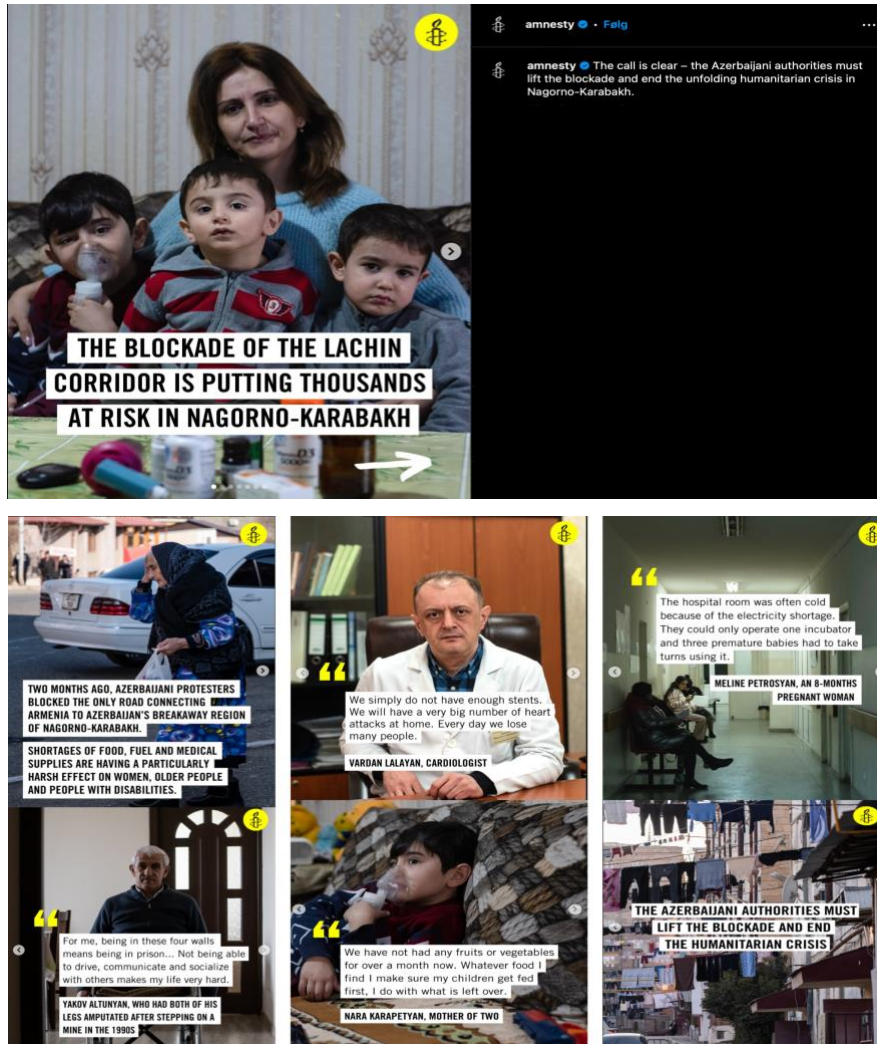 amnesty • Følg
amnesty The call is clear – the Azerbaijani authorities must
lift the blockade and end the unfolding humanitarian crisis in
Nagorno-Karabakh.
THE BLOCKADE OF THE LACHIN
CORRIDOR IS PUTTING THOUSANDS
AT RISK IN NAGORNO-KARABAKH
D3
5000
D3
TWO MONTHS AGO, AZERBAIJANI PROTESTERS
BLOCKED THE ONLY ROAD CONNECTING
ARMENIA TO AZERBAIJAN'S BREAKAWAY REGION
OF NAGORNO-KARABAKH.
SHORTAGES OF FOOD, FUEL AND MEDICAL
SUPPLIES ARE HAVING A PARTICULARLY
HARSH EFFECT ON WOMEN, OLDER PEOPLE
AND PEOPLE WITH DISABILITIES.
We simply do not have enough stents.
We will have a very big number of heart
attacks at home. Every day we lose
many people.
VARDAN LALAYAN, CARDIOLOGIST
The hospital room was often cold
because of the electricity shortage.
They could only operate one incubator
and three premature babies had to take
turns using it.
MELINE PETROSYAN, AN 8-MONTHS
PREGNANT WOMAN
For me, being in these four walls
means being in prison... Not being able
to drive, communicate and socialize
with others makes my life very hard.
YAKOV ALTUNYAN, WHO HAD BOTH OF HIS
LEGS AMPUTATED AFTER STEPPING ON A
MINE IN THE 1990S
We have not had any fruits or vegetables
for over a month now. Whatever food I
find I make sure my children get fed
first, I do with what is left over.
NARA KARAPETYAN, MOTHER OF TWO
THE AZERBAIJANI AUTHORITIES MUST
LIFT THE BLOCKADE AND END
THE HUMANITARIAN CRISIS